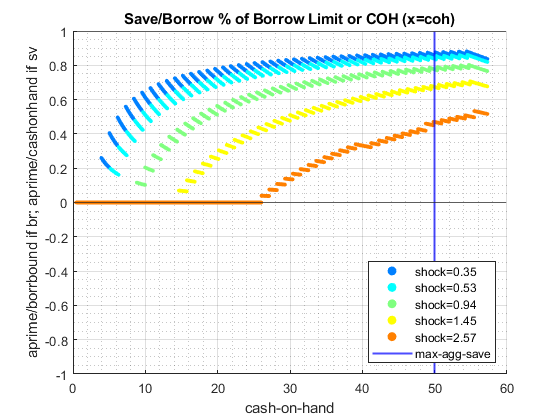 Save/Borrow % of Borrow Limit or COH (x=coh)
aprime/borrbound if br; aprime/cashonhand if sv
1
0.8
0.6
0.4
0.2
0
-0.2
-0.4
-0.6
-0.8
-1
shock=0.35
shock=0.53
shock=0.94
shock=1.45
shock=2.57
max-agg-save
0 10 20 30 40 50 60
cash-on-hand